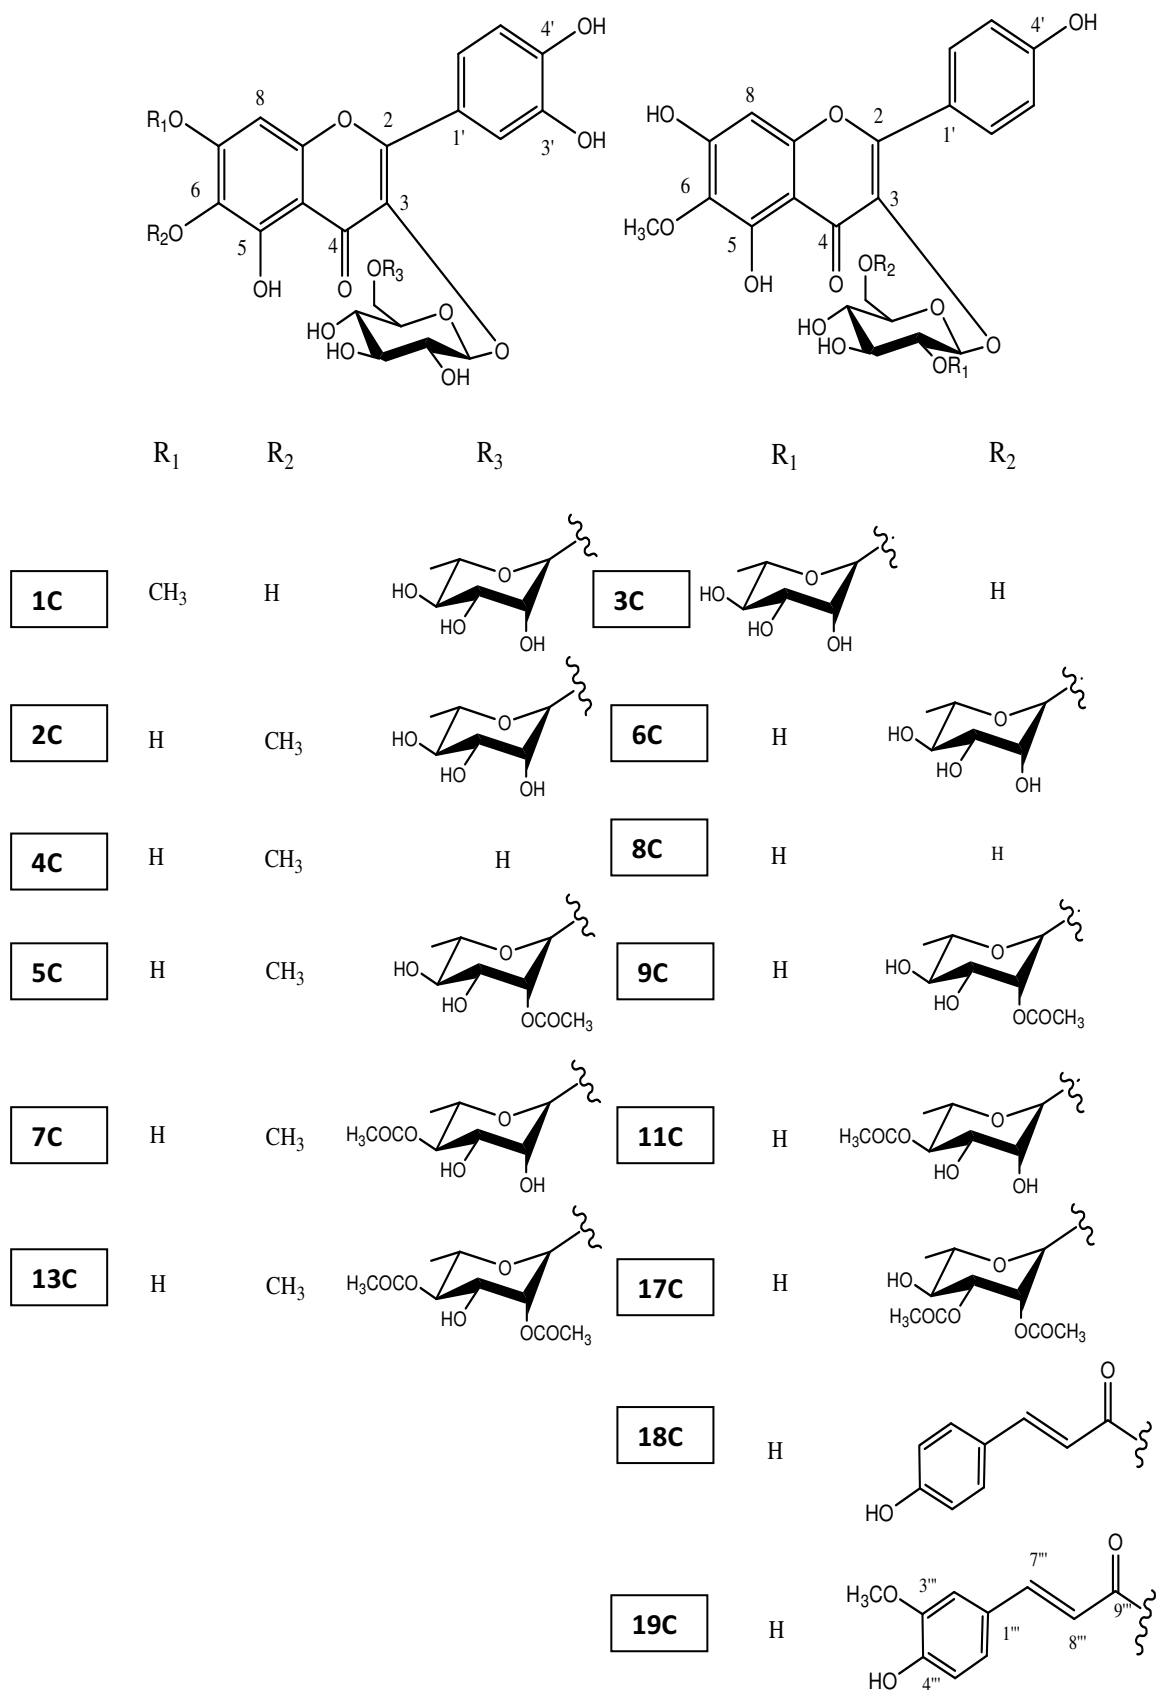 4' OH
8 R₁O O 2 1' 3' OH
6 R₂O 5 OH 4 O 3
OR₃
HO O O
HO OH
4' OH
8 HO O 2 1'
6 H₃CO 5 OH 4 O 3
OR₂
HO O O
HO OR₁
R₁ R₂ R₃ R₁ R₂
1C CH₃ H O HO HO OH 3C O HO HO OH H
2C H CH₃ O HO HO OH 6C H O HO HO OH
4C H CH₃ H 8C H H
5C H CH₃ O HO HO OCOCH₃ 9C H O HO HO OCOCH₃
7C H CH₃ O H₃COCO HO OH 11C H O H₃COCO HO OH
13C H CH₃ O H₃COCO HO OCOCH₃ 17C H O HO H₃COCO OCOCH₃
18C H O HO
19C H O 7''' H₃CO 3''' 9''' 1''' 8''' HO 4'''